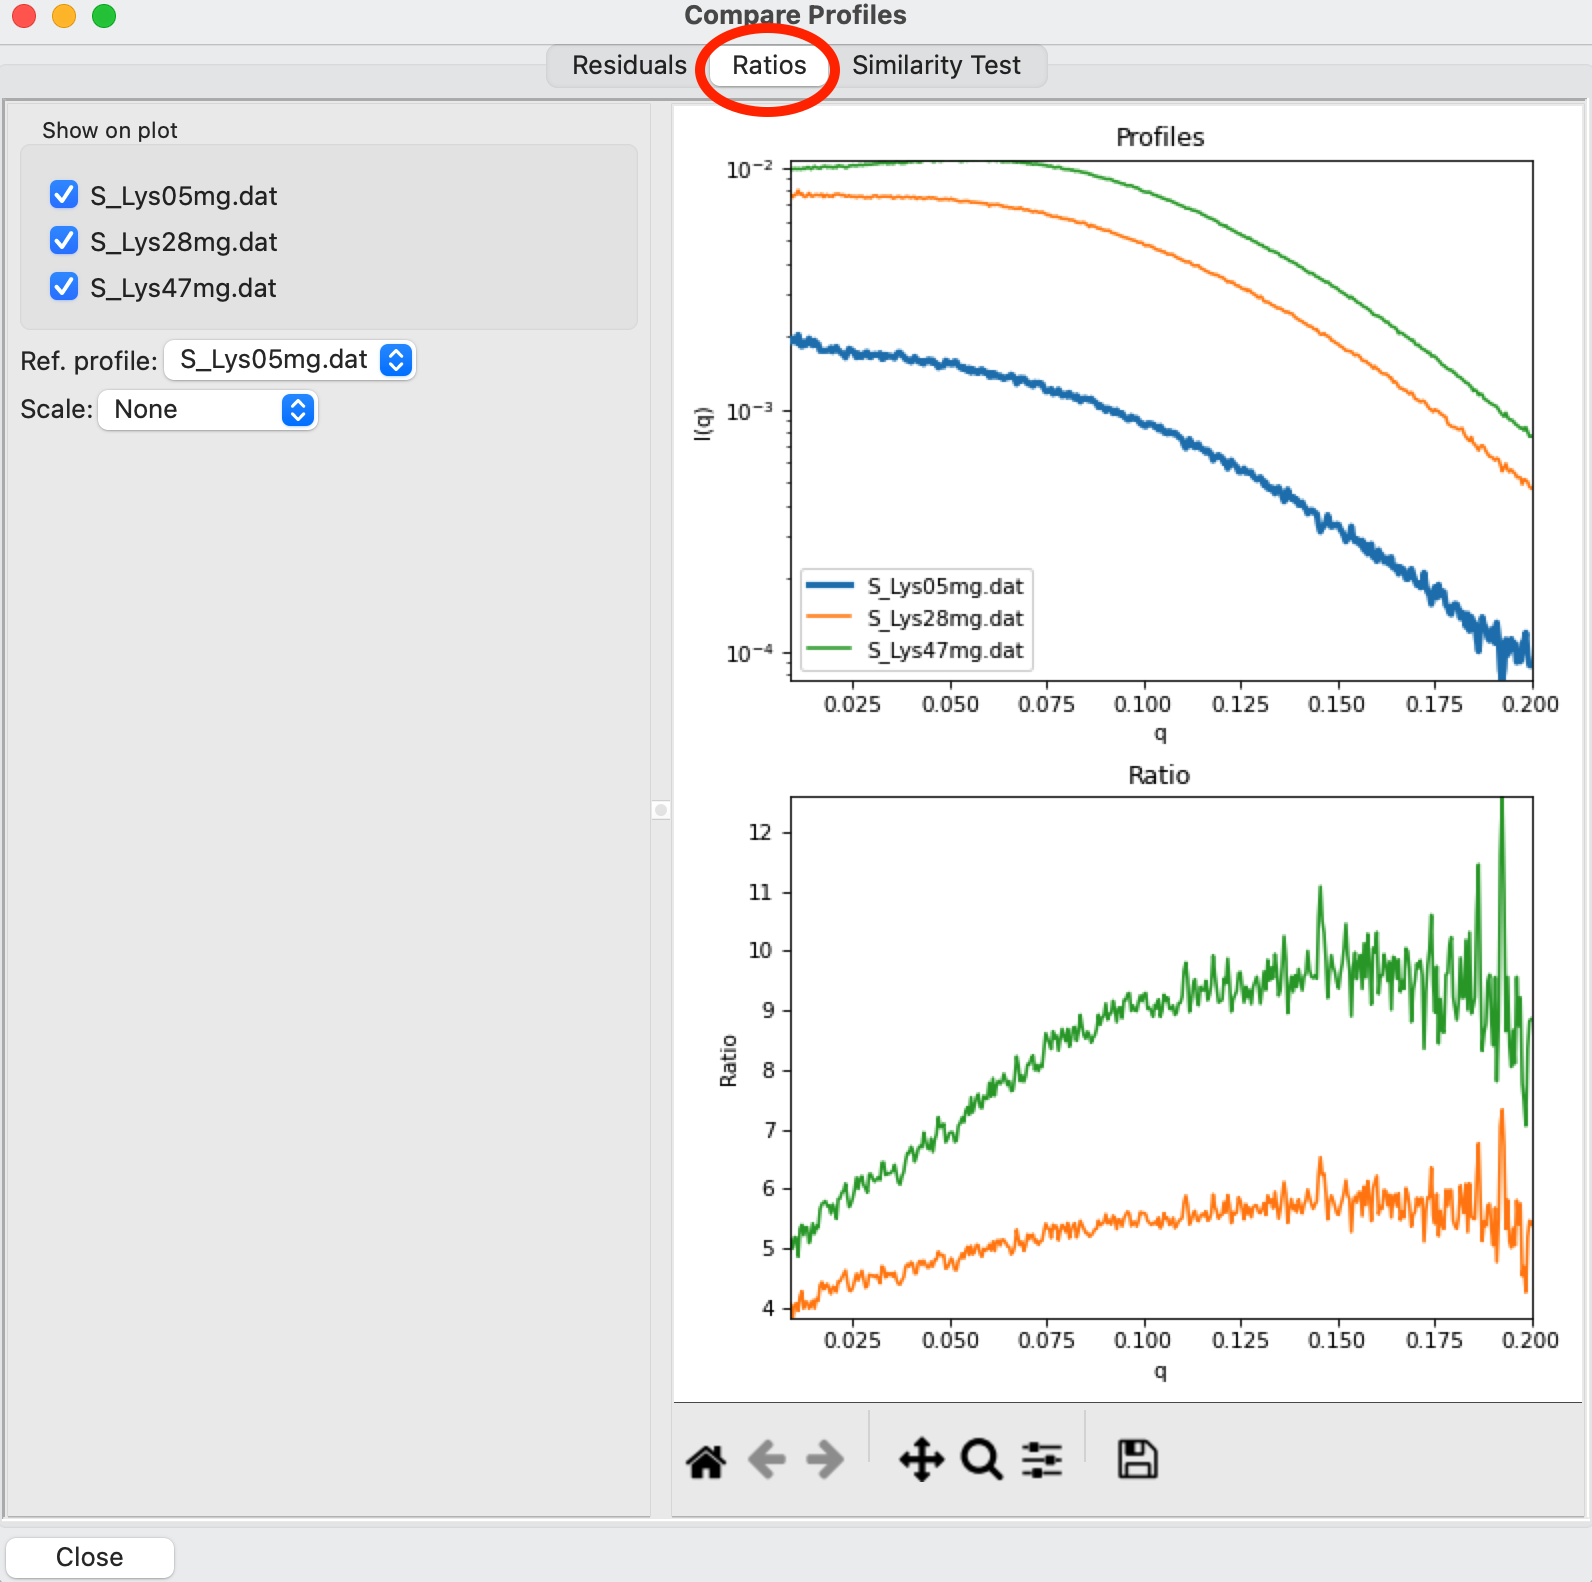 Compare Profiles
Residuals Ratios Similarity Test
Show on plot
S_Lys05mg.dat
S_Lys28mg.dat
S_Lys47mg.dat
Ref. profile: S_Lys05mg.dat
Scale: None
Profiles
10⁻²
10⁻³
10⁻⁴
I(q)
S_Lys05mg.dat
S_Lys28mg.dat
S_Lys47mg.dat
0.025 0.050 0.075 0.100 0.125 0.150 0.175 0.200
q
Ratio
12
11
10
9
8
7
6
5
4
Ratio
0.025 0.050 0.075 0.100 0.125 0.150 0.175 0.200
q
Close